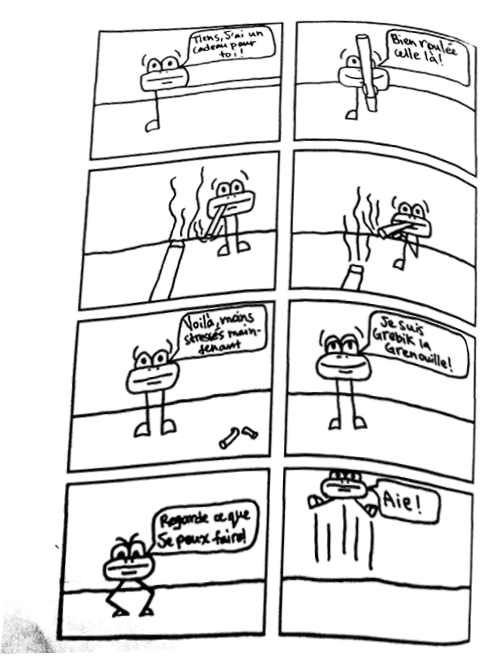 Tiens, J'ai un
cadeau pour
toi!
Bien roulée
celle là!
Voilà, moins
stressés main-
tenant
Je suis
Grebik la
Grenouille!
Regarde ce que
Je peux faire!
Aie!